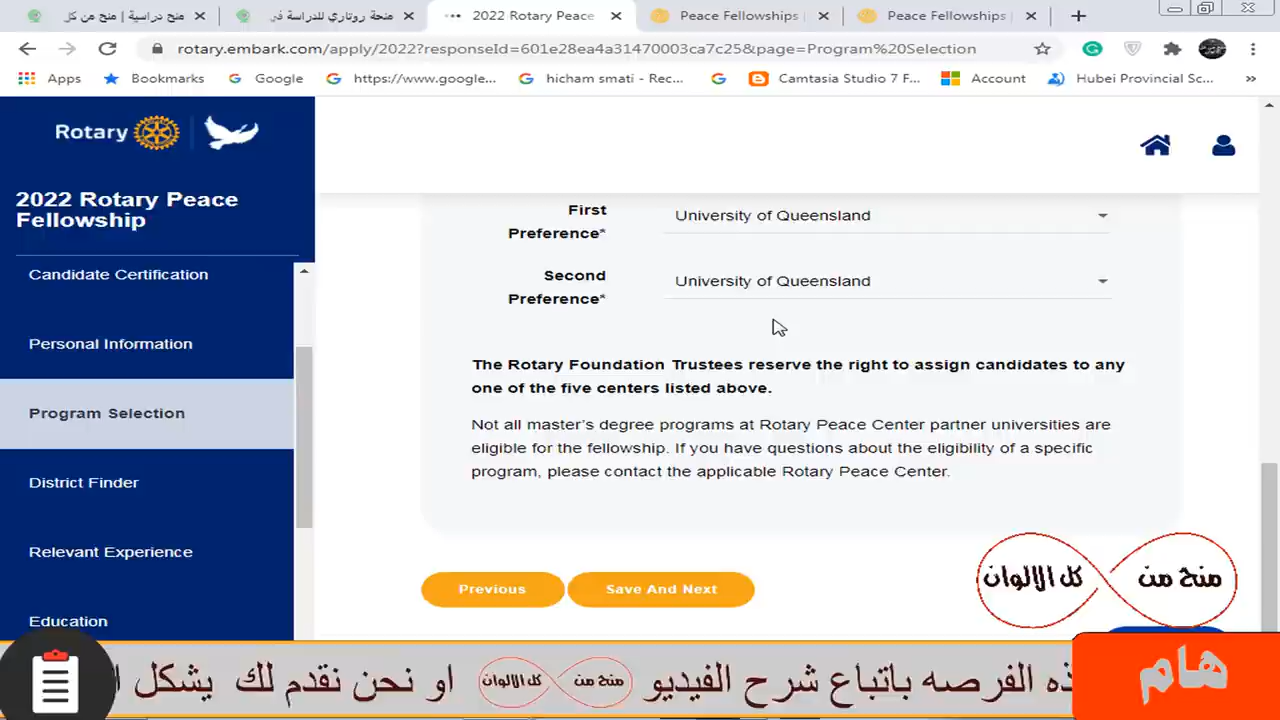 منح دراسية | منح من كل
منحة روتاري للدراسة في
2022 Rotary Peace
Peace Fellowships
Peace Fellowships
rotary.embark.com/apply/2022?responseId=601e28ea4a31470003ca7c25&page=Program%20Selection
Apps
Bookmarks
Google
https://www.google...
hicham smati - Rec...
Camtasia Studio 7 F...
Account
Hubei Provincial Sc...
»
Rotary
2022 Rotary Peace
Fellowship
Candidate Certification
Personal Information
Program Selection
District Finder
Relevant Experience
Education
First
Preference*
University of Queensland
Second
Preference*
University of Queensland
The Rotary Foundation Trustees reserve the right to assign candidates to any
one of the five centers listed above.
Not all master's degree programs at Rotary Peace Center partner universities are
eligible for the fellowship. If you have questions about the eligibility of a specific
program, please contact the applicable Rotary Peace Center.
Previous
Save And Next
منح من كل الالوان
هام
ذه الفرصه باتباع شرح الفيديو منح من كل الالوان او نحن نقدم لك يشكل ا